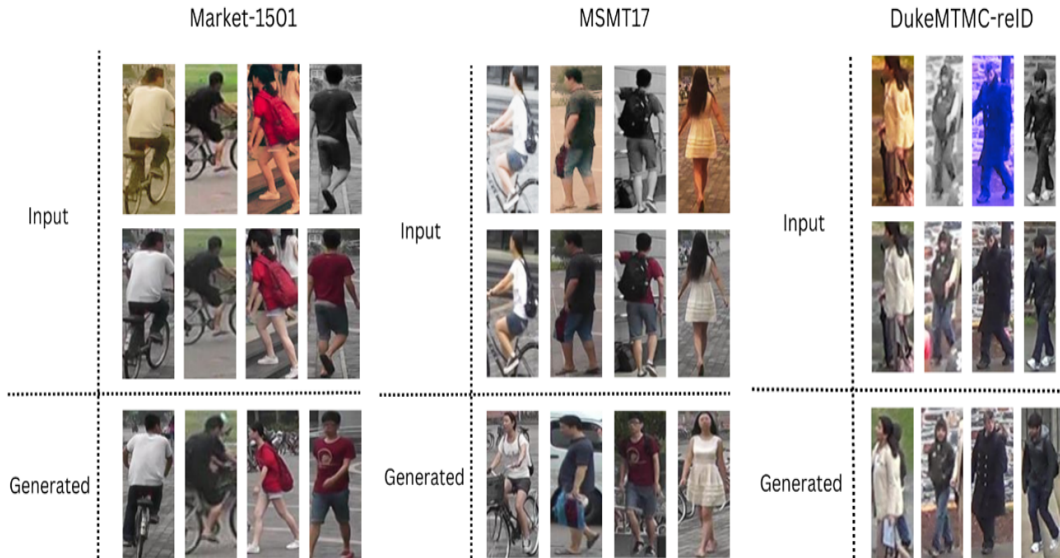 Market-1501
MSMT17
DukeMTMC-reID
Input
Input
Input
Generated
Generated
Generated